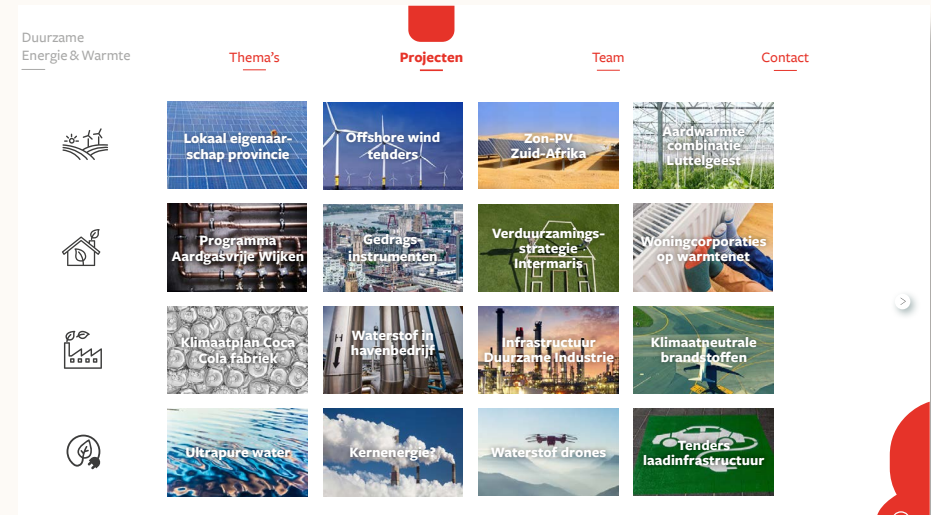 Duurzame
Energie & Warmte
Thema's
Projecten
Team
Contact
Lokaal eigenaar-
schap provincie
Offshore wind
tenders
Zon-PV
Zuid-Afrika
Aardwarmte
combinatie
Luttelgeest
Programma
Aardgasvrije Wijken
Gedrags-
instrumenten
Verduurzamings-
strategie
Intermaris
Woningcorporaties
op warmtenet
Klimaatplan Coca
Cola fabriek
Waterstof in
havenbedrijf
Infrastructuur
Duurzame Industrie
Klimaatneutrale
brandstoffen
Ultrapure water
Kernenergie?
Waterstof drones
Tenders
laadinfrastructuur